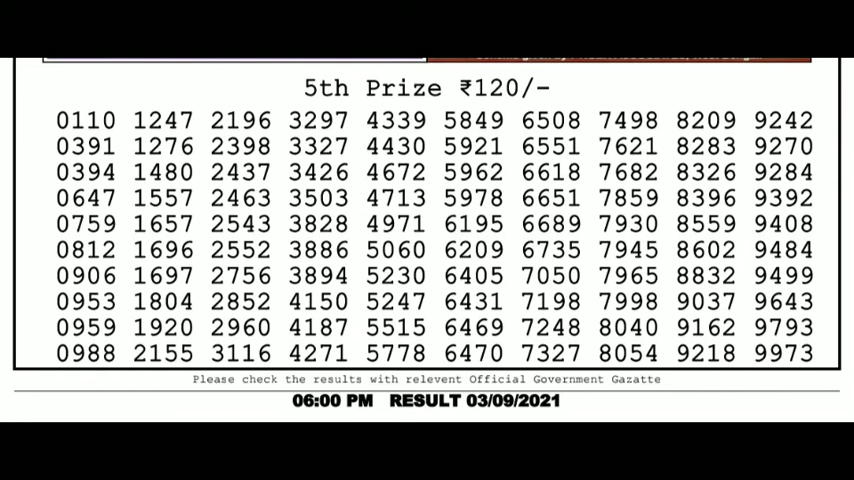 5th Prize ₹120/-
0110 1247 2196 3297 4339 5849 6508 7498 8209 9242
0391 1276 2398 3327 4430 5921 6551 7621 8283 9270
0394 1480 2437 3426 4672 5962 6618 7682 8326 9284
0647 1557 2463 3503 4713 5978 6651 7859 8396 9392
0759 1657 2543 3828 4971 6195 6689 7930 8559 9408
0812 1696 2552 3886 5060 6209 6735 7945 8602 9484
0906 1697 2756 3894 5230 6405 7050 7965 8832 9499
0953 1804 2852 4150 5247 6431 7198 7998 9037 9643
0959 1920 2960 4187 5515 6469 7248 8040 9162 9793
0988 2155 3116 4271 5778 6470 7327 8054 9218 9973
Please check the results with relevent Official Government Gazatte
06:00 PM RESULT 03/09/2021